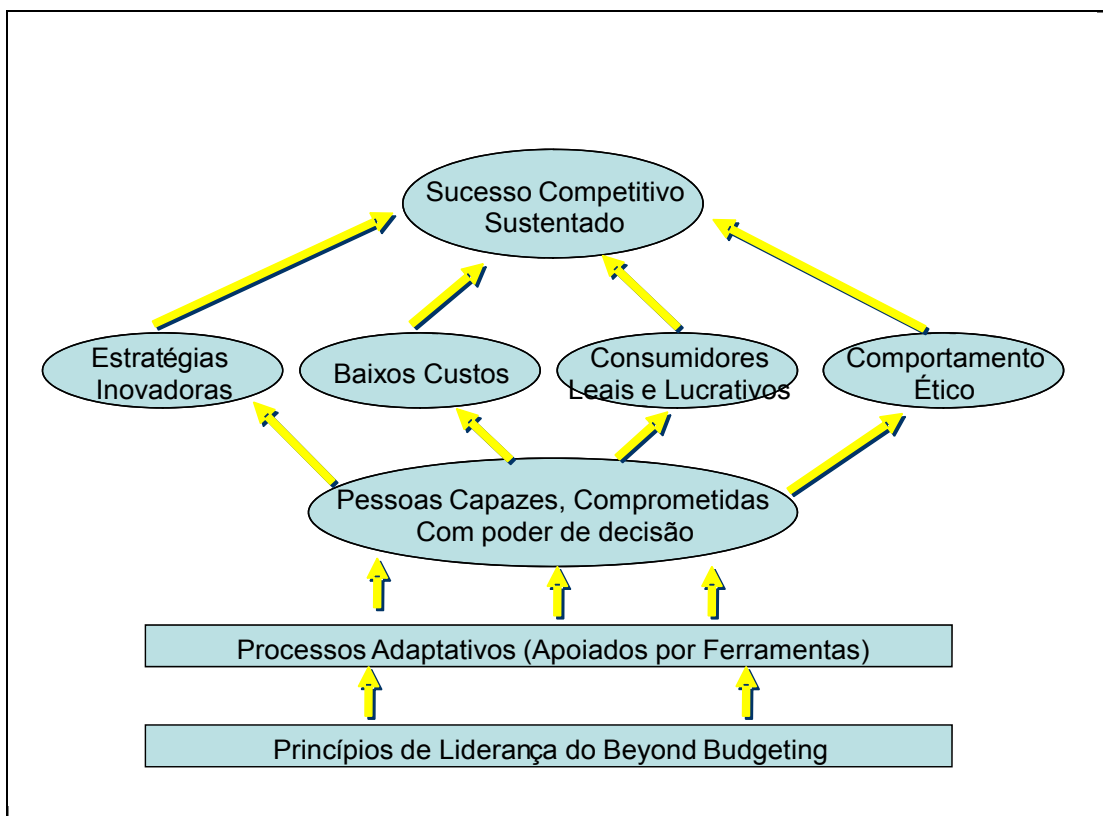 Sucesso Competitivo
Sustentado
Estratégias
Inovadoras
Baixos Custos
Consumidores
Leais e Lucrativos
Comportamento
Ético
Pessoas Capazes, Comprometidas
Com poder de decisão
Processos Adaptativos (Apoiados por Ferramentas)
Princípios de Liderança do Beyond Budgeting